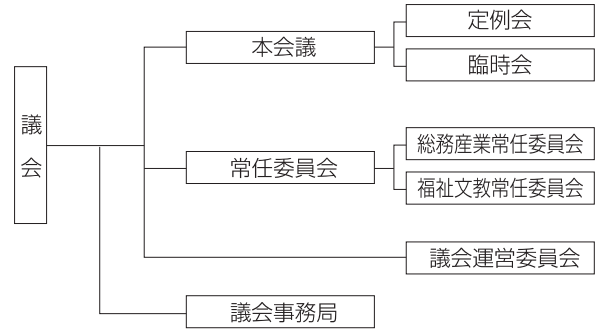 議会
本会議
定例会
臨時会
常任委員会
総務産業常任委員会
福祉文教常任委員会
議会運営委員会
議会事務局